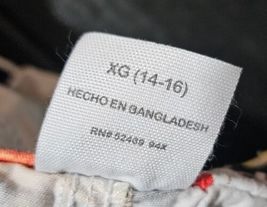 XG (14-16)
HECHO EN BANGLADESH
RN# 52469 94X